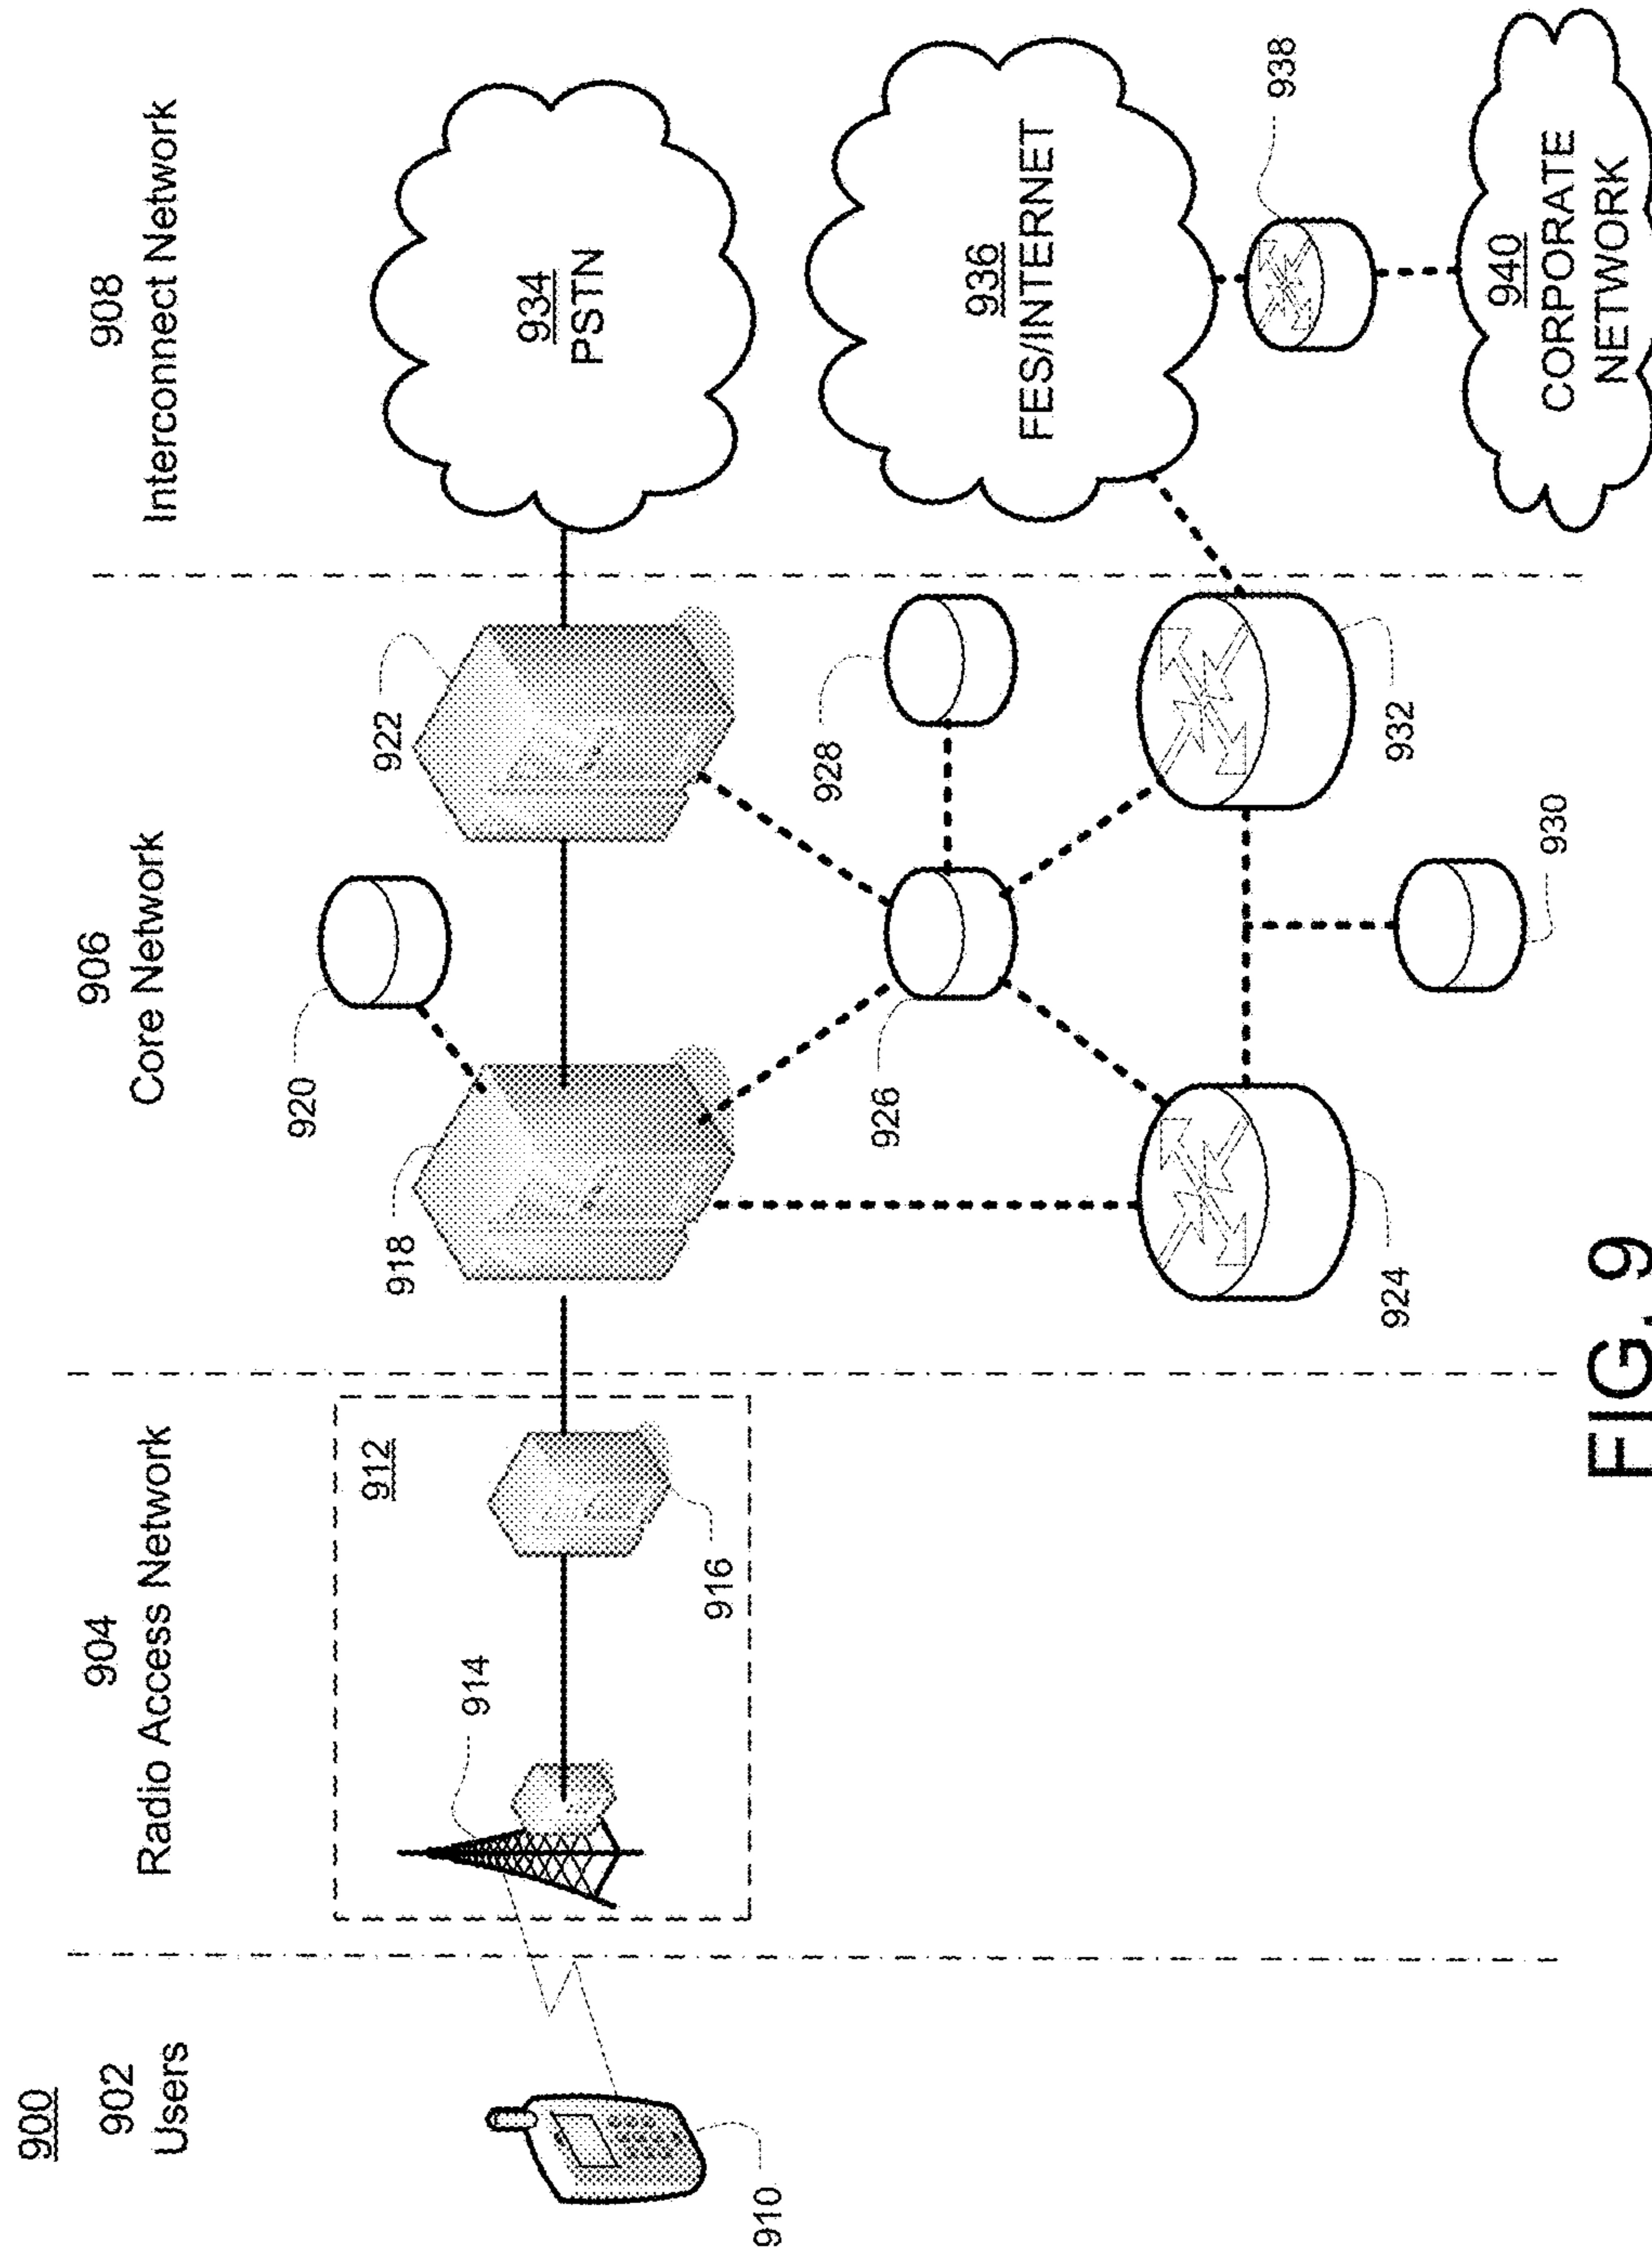 900
902
Users
904
Radio Access Network
906
Core Network
908
Interconnect Network
910
912
914
916
918
920
922
924
926
928
930
932
934
PSTN
936
FES/INTERNET
938
940
CORPORATE
NETWORK
FIG. 9